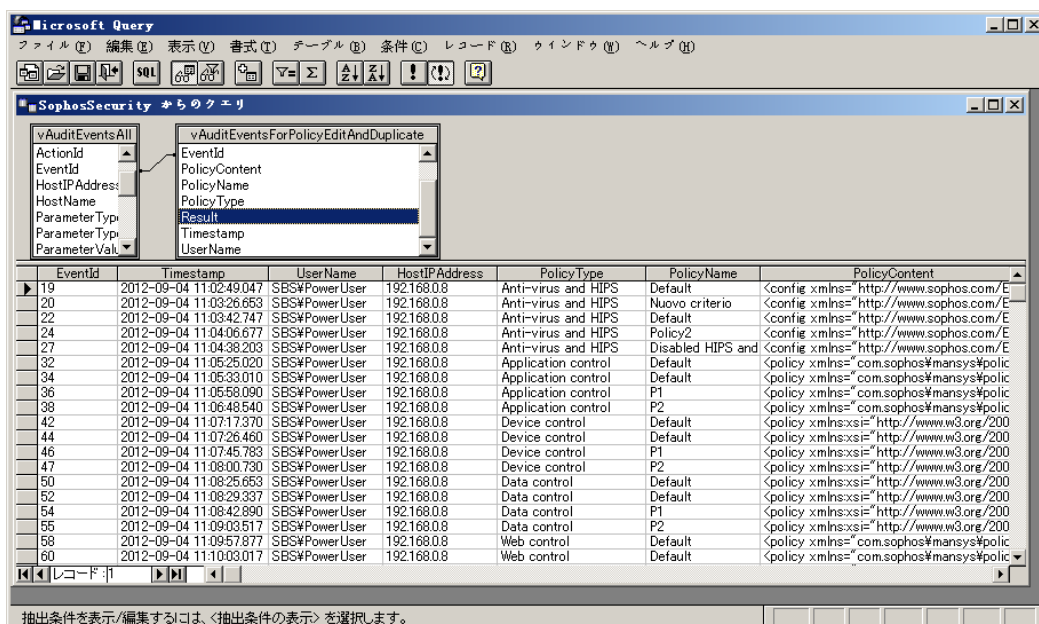 Microsoft Query
ファイル(F) 編集(E) 表示(V) 書式(T) テーブル(B) 条件(C) レコード(R) ウィンドウ(W) ヘルプ(H)
SQL
SophosSecurity からのクエリ
vAuditEventsAll
ActionId
EventId
HostIPAddress
HostName
ParameterTyp
ParameterTyp
ParameterValu
vAuditEventsForPolicyEditAndDuplicate
EventId
PolicyContent
PolicyName
PolicyType
Result
Timestamp
UserName
EventId Timestamp UserName HostIPAddress PolicyType PolicyName PolicyContent
19 2012-09-04 11:02:49.047 SBS¥PowerUser 192.168.0.8 Anti-virus and HIPS Default <config xmlns="http://www.sophos.com/E
20 2012-09-04 11:03:26.653 SBS¥PowerUser 192.168.0.8 Anti-virus and HIPS Nuovo criterio <config xmlns="http://www.sophos.com/E
22 2012-09-04 11:03:42.747 SBS¥PowerUser 192.168.0.8 Anti-virus and HIPS Default <config xmlns="http://www.sophos.com/E
24 2012-09-04 11:04:06.677 SBS¥PowerUser 192.168.0.8 Anti-virus and HIPS Policy2 <config xmlns="http://www.sophos.com/E
27 2012-09-04 11:04:38.203 SBS¥PowerUser 192.168.0.8 Anti-virus and HIPS Disabled HIPS and <config xmlns="http://www.sophos.com/E
32 2012-09-04 11:05:25.020 SBS¥PowerUser 192.168.0.8 Application control Default <policy xmlns="com.sophos¥mansys¥polic
34 2012-09-04 11:05:33.010 SBS¥PowerUser 192.168.0.8 Application control Default <policy xmlns="com.sophos¥mansys¥polic
36 2012-09-04 11:05:58.090 SBS¥PowerUser 192.168.0.8 Application control P1 <policy xmlns="com.sophos¥mansys¥polic
38 2012-09-04 11:06:48.540 SBS¥PowerUser 192.168.0.8 Application control P2 <policy xmlns="com.sophos¥mansys¥polic
42 2012-09-04 11:07:17.370 SBS¥PowerUser 192.168.0.8 Device control Default <policy xmlns:xsi="http://www.w3.org/200
44 2012-09-04 11:07:26.460 SBS¥PowerUser 192.168.0.8 Device control Default <policy xmlns:xsi="http://www.w3.org/200
46 2012-09-04 11:07:45.783 SBS¥PowerUser 192.168.0.8 Device control P1 <policy xmlns:xsi="http://www.w3.org/200
47 2012-09-04 11:08:00.730 SBS¥PowerUser 192.168.0.8 Device control P2 <policy xmlns:xsi="http://www.w3.org/200
50 2012-09-04 11:08:25.653 SBS¥PowerUser 192.168.0.8 Data control Default <policy xmlns:xsi="http://www.w3.org/200
52 2012-09-04 11:08:29.337 SBS¥PowerUser 192.168.0.8 Data control Default <policy xmlns:xsi="http://www.w3.org/200
54 2012-09-04 11:08:42.890 SBS¥PowerUser 192.168.0.8 Data control P1 <policy xmlns:xsi="http://www.w3.org/200
55 2012-09-04 11:09:03.517 SBS¥PowerUser 192.168.0.8 Data control P2 <policy xmlns:xsi="http://www.w3.org/200
58 2012-09-04 11:09:57.877 SBS¥PowerUser 192.168.0.8 Web control Default <policy xmlns="com.sophos¥mansys¥polic
60 2012-09-04 11:10:03.017 SBS¥PowerUser 192.168.0.8 Web control Default <policy xmlns="com.sophos¥mansys¥polic
レコード:1
抽出条件を表示/編集するには、<抽出条件の表示> を選択します。